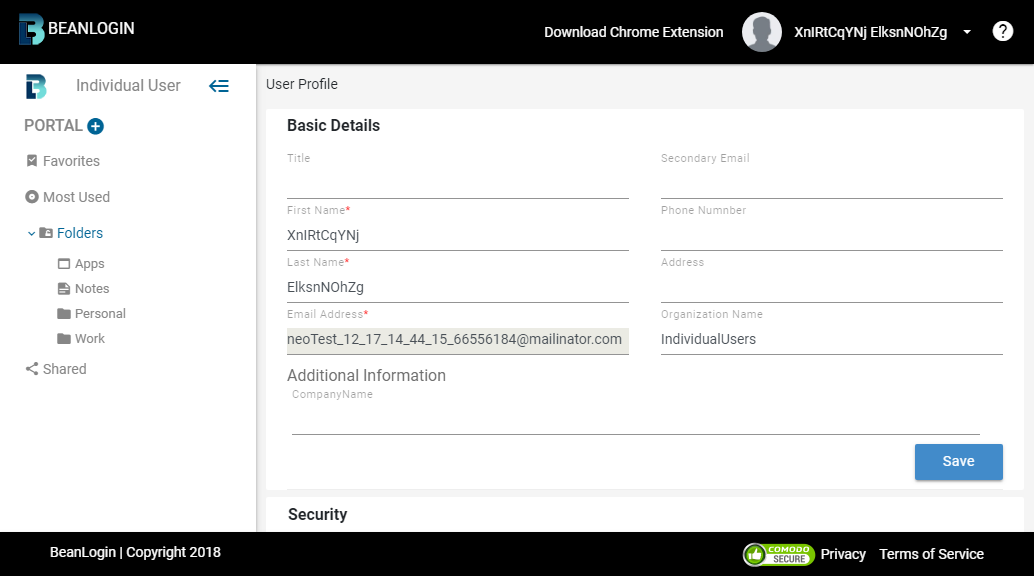 BEANLOGIN
Download Chrome Extension
XnIRtCqYNj ElksnNOhZg
?
Individual User
PORTAL
Favorites
Most Used
Folders
Apps
Notes
Personal
Work
Shared
User Profile
Basic Details
Title
Secondary Email
First Name*
XnIRtCqYNj
Phone Numnber
Last Name*
ElksnNOhZg
Address
Email Address*
neoTest_12_17_14_44_15_66556184@mailinator.com
Organization Name
IndividualUsers
Additional Information
CompanyName
Save
Security
BeanLogin | Copyright 2018
COMODO
SECURE
Privacy
Terms of Service